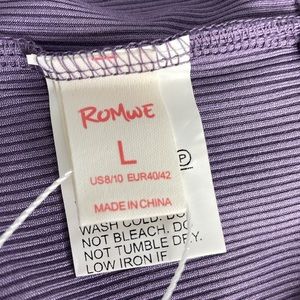 ROMWE
L
US8/10 EUR40/42
MADE IN CHINA
P
WASH COLD. DO
NOT BLEACH. DO
NOT TUMBLE DRY.
LOW IRON IF